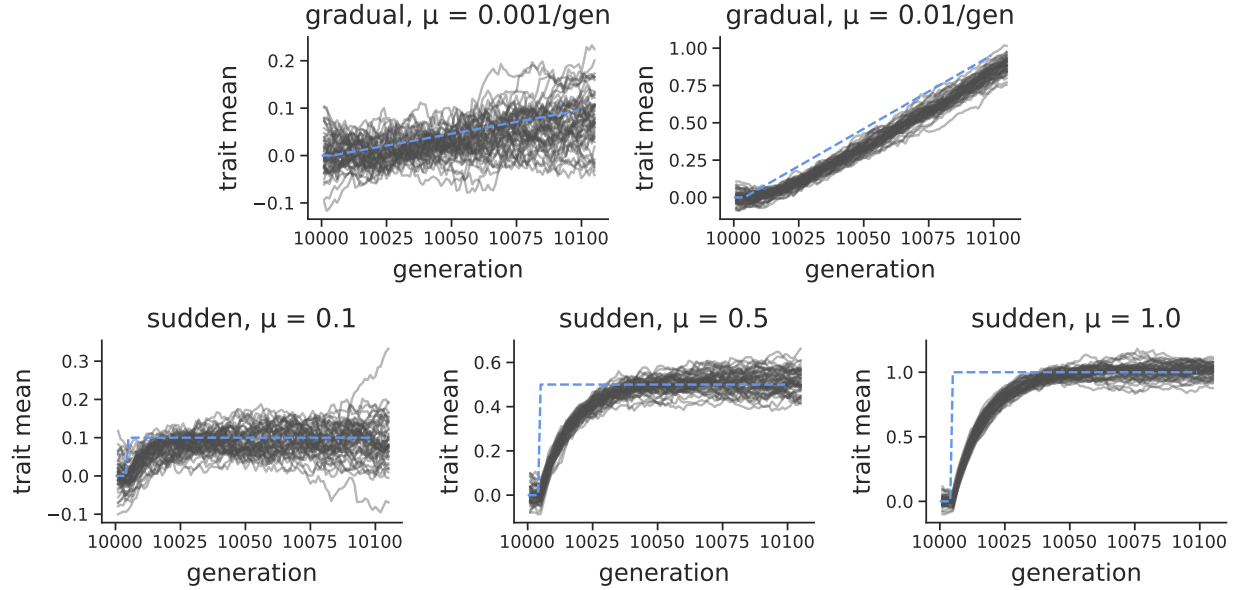 gradual, μ = 0.001/gen
gradual, μ = 0.01/gen
trait mean
0.2
0.1
0.0
−0.1
10000 10025 10050 10075 10100
generation
trait mean
1.00
0.75
0.50
0.25
0.00
10000 10025 10050 10075 10100
generation
sudden, μ = 0.1
sudden, μ = 0.5
sudden, μ = 1.0
trait mean
0.3
0.2
0.1
0.0
−0.1
10000 10025 10050 10075 10100
generation
trait mean
0.6
0.4
0.2
0.0
10000 10025 10050 10075 10100
generation
trait mean
1.0
0.5
0.0
10000 10025 10050 10075 10100
generation